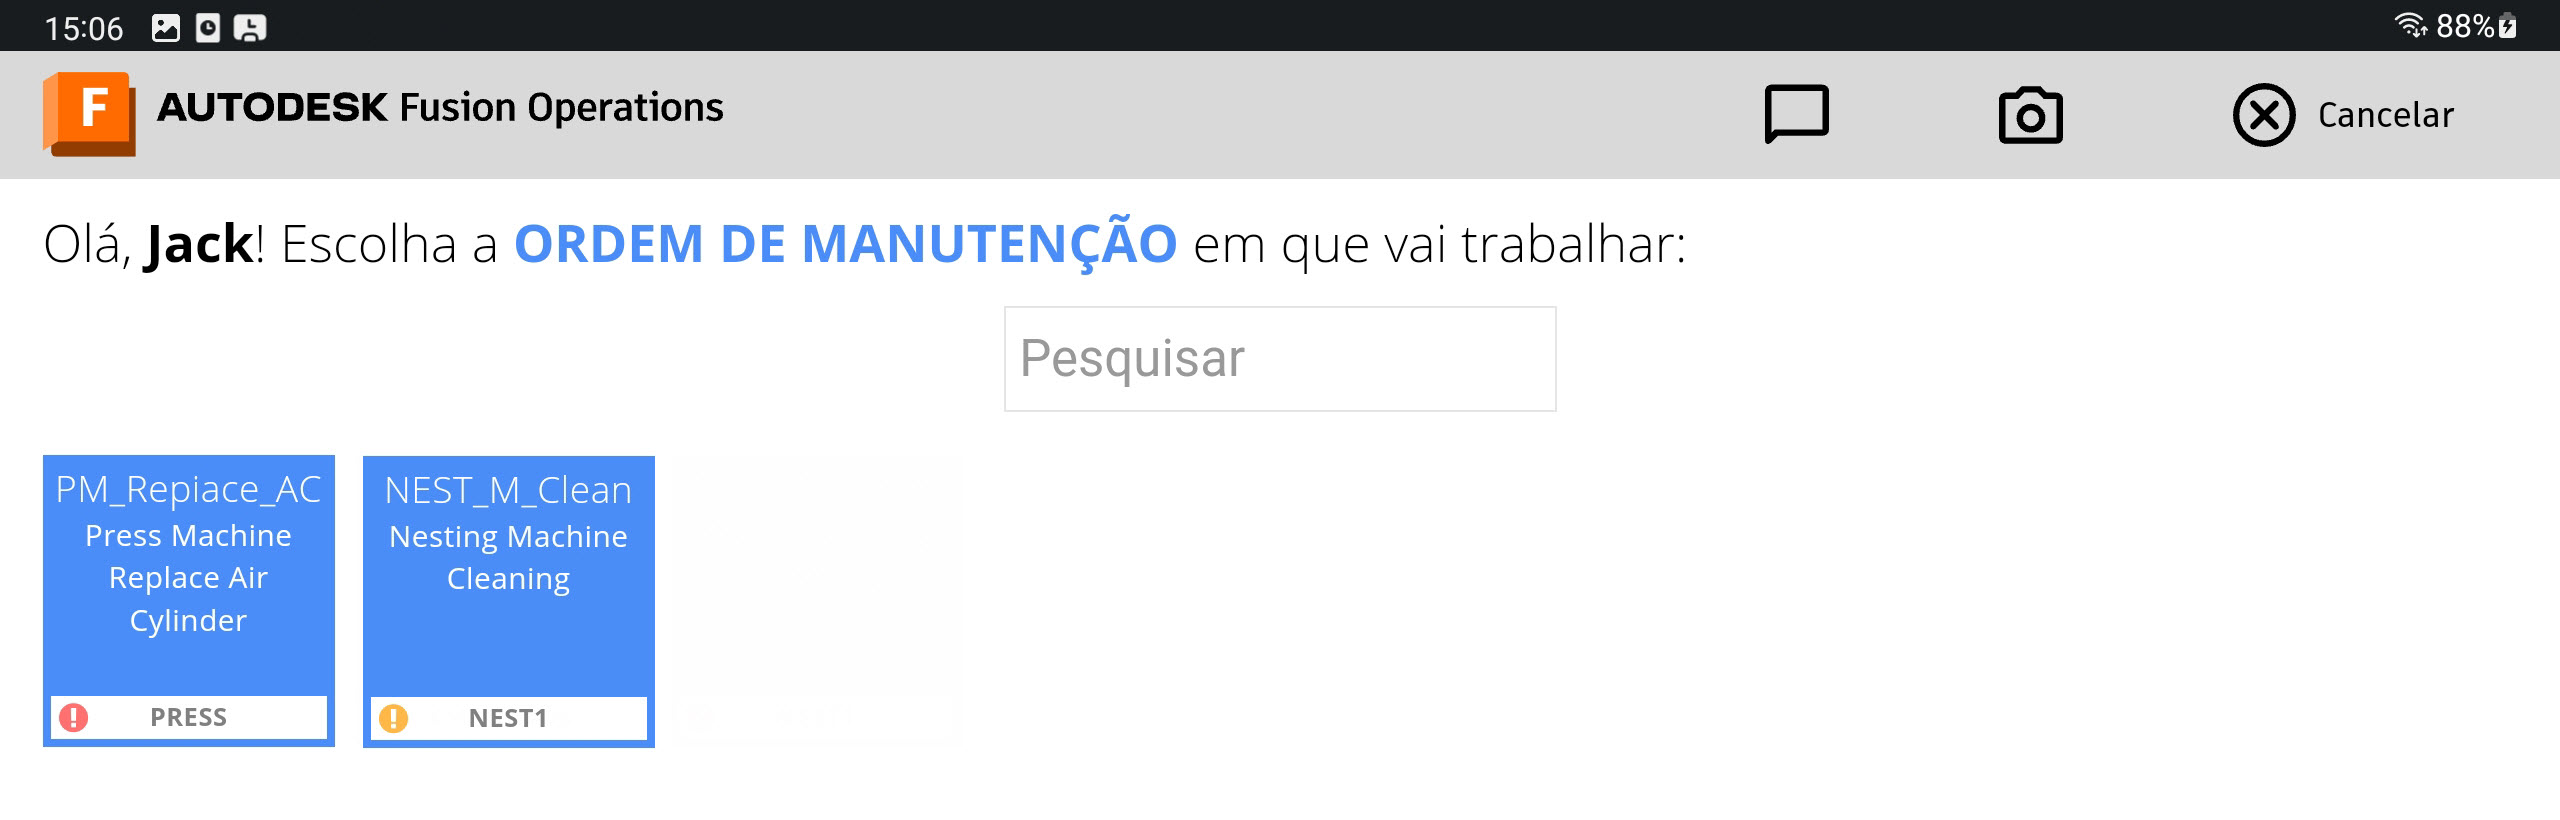 15:06
88%
F
AUTODESK Fusion Operations
Cancelar
Olá, Jack! Escolha a ORDEM DE MANUTENÇÃO em que vai trabalhar:
Pesquisar
PM_Repiace_AC
Press Machine
Replace Air
Cylinder
PRESS
NEST_M_Clean
Nesting Machine
Cleaning
NEST1